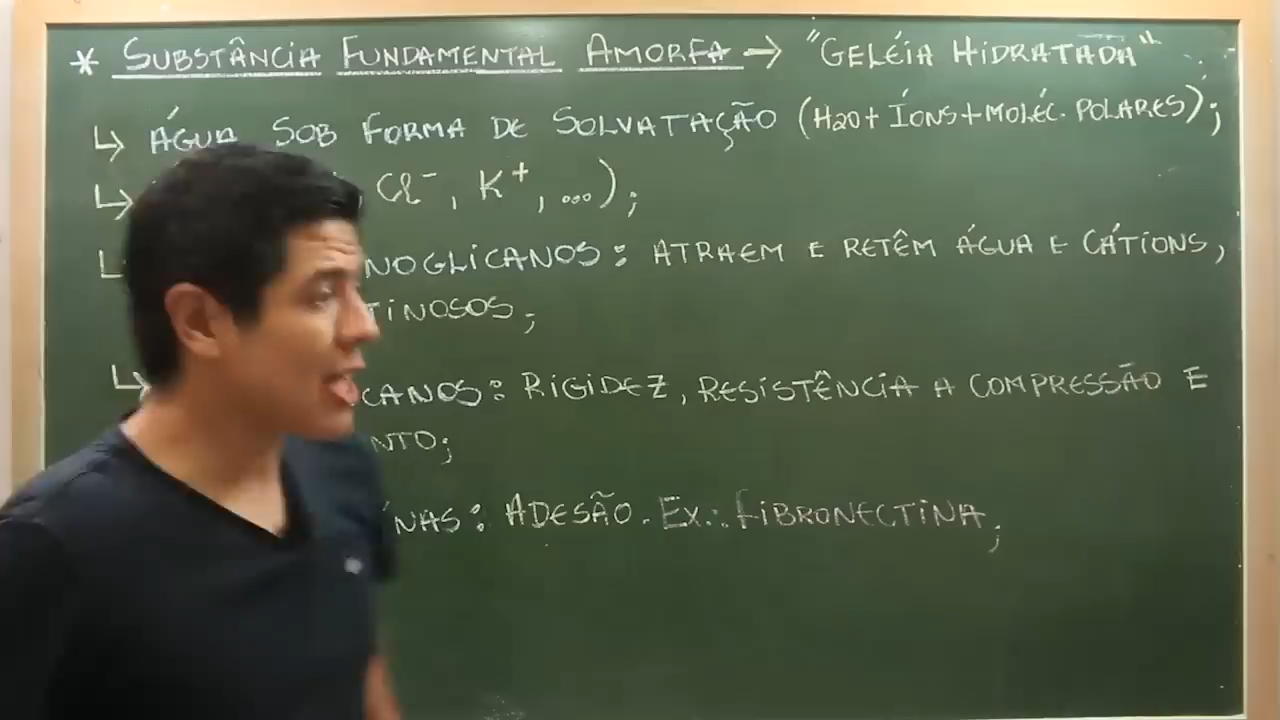 * SUBSTÂNCIA FUNDAMENTAL AMORFA → "GELÉIA HIDRATADA"
↳ ÁGUA SOB FORMA DE SOLVATAÇÃO (H2O + ÍONS + MOLÉC. POLARES);
↳ Cl⁻, K⁺, ...);
NOGLICANOS: ATRAEM E RETÊM ÁGUA E CÁTIONS,
TINOSOS;
↳ CANOS: RIGIDEZ, RESISTÊNCIA A COMPRESSÃO E
NTO;
ÍNAS: ADESÃO. EX.: FIBRONECTINA;